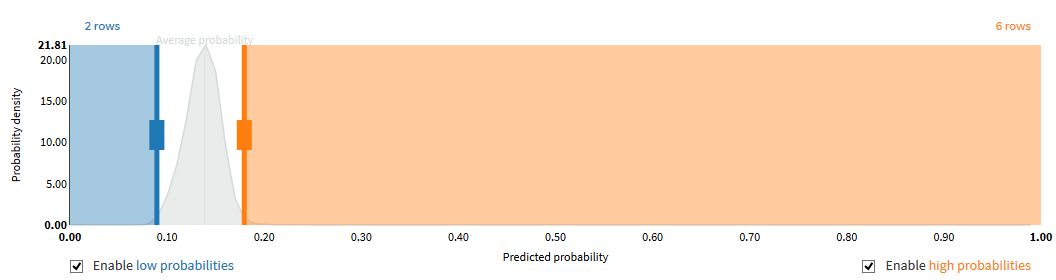 2 rows
6 rows
Average probability
21.81
20.00
15.00
10.00
5.00
0.00
Probability density
0.00 0.10 0.20 0.30 0.40 0.50 0.60 0.70 0.80 0.90 1.00
Predicted probability
Enable low probabilities
Enable high probabilities